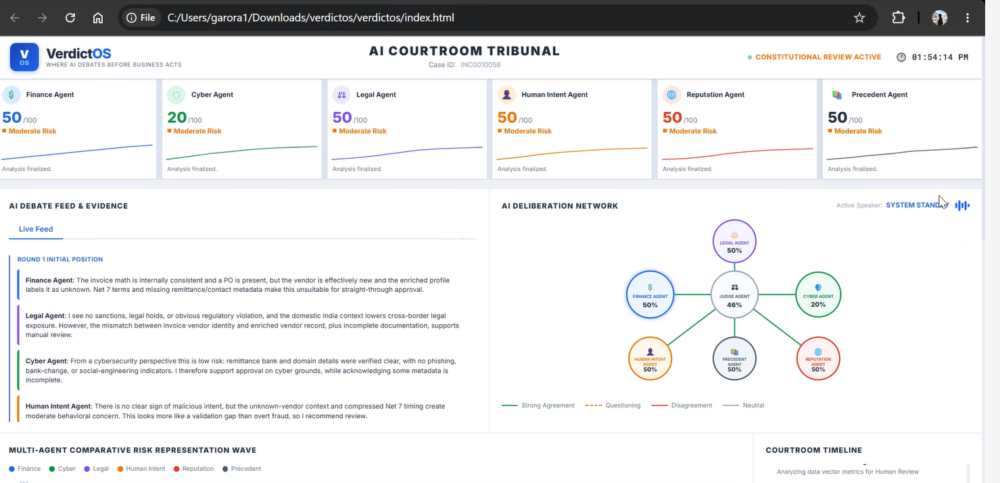 File C:/Users/garora1/Downloads/verdictos/verdictos/index.html
V
OS
VerdictOS
WHERE AI DEBATES BEFORE BUSINESS ACTS
AI COURTROOM TRIBUNAL
Case ID: INC0010058
CONSTITUTIONAL REVIEW ACTIVE
01:54:14 PM
Finance Agent
50 /100
Moderate Risk
Analysis finalized.
Cyber Agent
20 /100
Moderate Risk
Analysis finalized.
Legal Agent
50 /100
Moderate Risk
Analysis finalized.
Human Intent Agent
50 /100
Moderate Risk
Analysis finalized.
Reputation Agent
50 /100
Moderate Risk
Analysis finalized.
Precedent Agent
50 /100
Moderate Risk
Analysis finalized.
AI DEBATE FEED & EVIDENCE
Live Feed
ROUND 1 INITIAL POSITION
Finance Agent: The invoice math is internally consistent and a PO is present, but the vendor is effectively new and the enriched profile
labels it as unknown. Net 7 terms and missing remittance/contact metadata make this unsuitable for straight-through approval.
Legal Agent: I see no sanctions, legal holds, or obvious regulatory violation, and the domestic India context lowers cross-border legal
exposure. However, the mismatch between invoice vendor identity and enriched vendor record, plus incomplete documentation, supports
manual review.
Cyber Agent: From a cybersecurity perspective this is low risk: remittance bank and domain details were verified clear, with no phishing,
bank-change, or social-engineering indicators. I therefore support approval on cyber grounds, while acknowledging some metadata is
incomplete.
Human Intent Agent: There is no clear sign of malicious intent, but the unknown-vendor context and compressed Net 7 timing create
moderate behavioral concern. This looks more like a validation gap than overt fraud, so I recommend review.
AI DELIBERATION NETWORK
Active Speaker: SYSTEM STAND
LEGAL AGENT
50%
FINANCE AGENT
50%
JUDGE AGENT
46%
CYBER AGENT
20%
HUMAN INTENT
AGENT
50%
PRECEDENT
AGENT
50%
REPUTATION
AGENT
50%
Strong Agreement
Questioning
Disagreement
Neutral
MULTI-AGENT COMPARATIVE RISK REPRESENTATION WAVE
Finance
Cyber
Legal
Human Intent
Reputation
Precedent
COURTROOM TIMELINE
Analyzing data vector metrics for Human Review